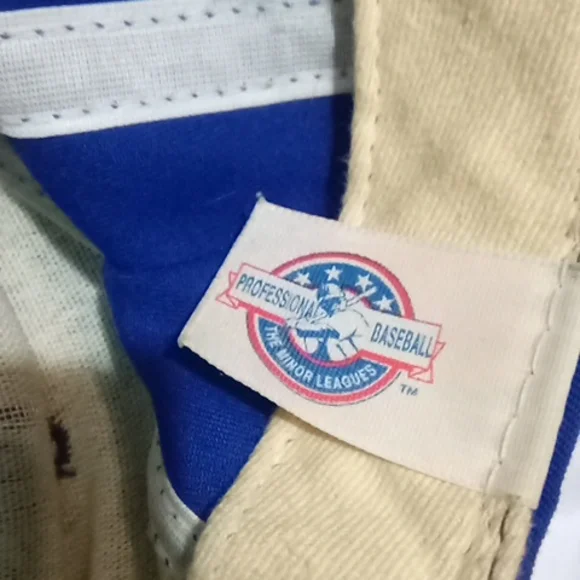 PROFESSIONAL BASEBALL
THE MINOR LEAGUES
TM